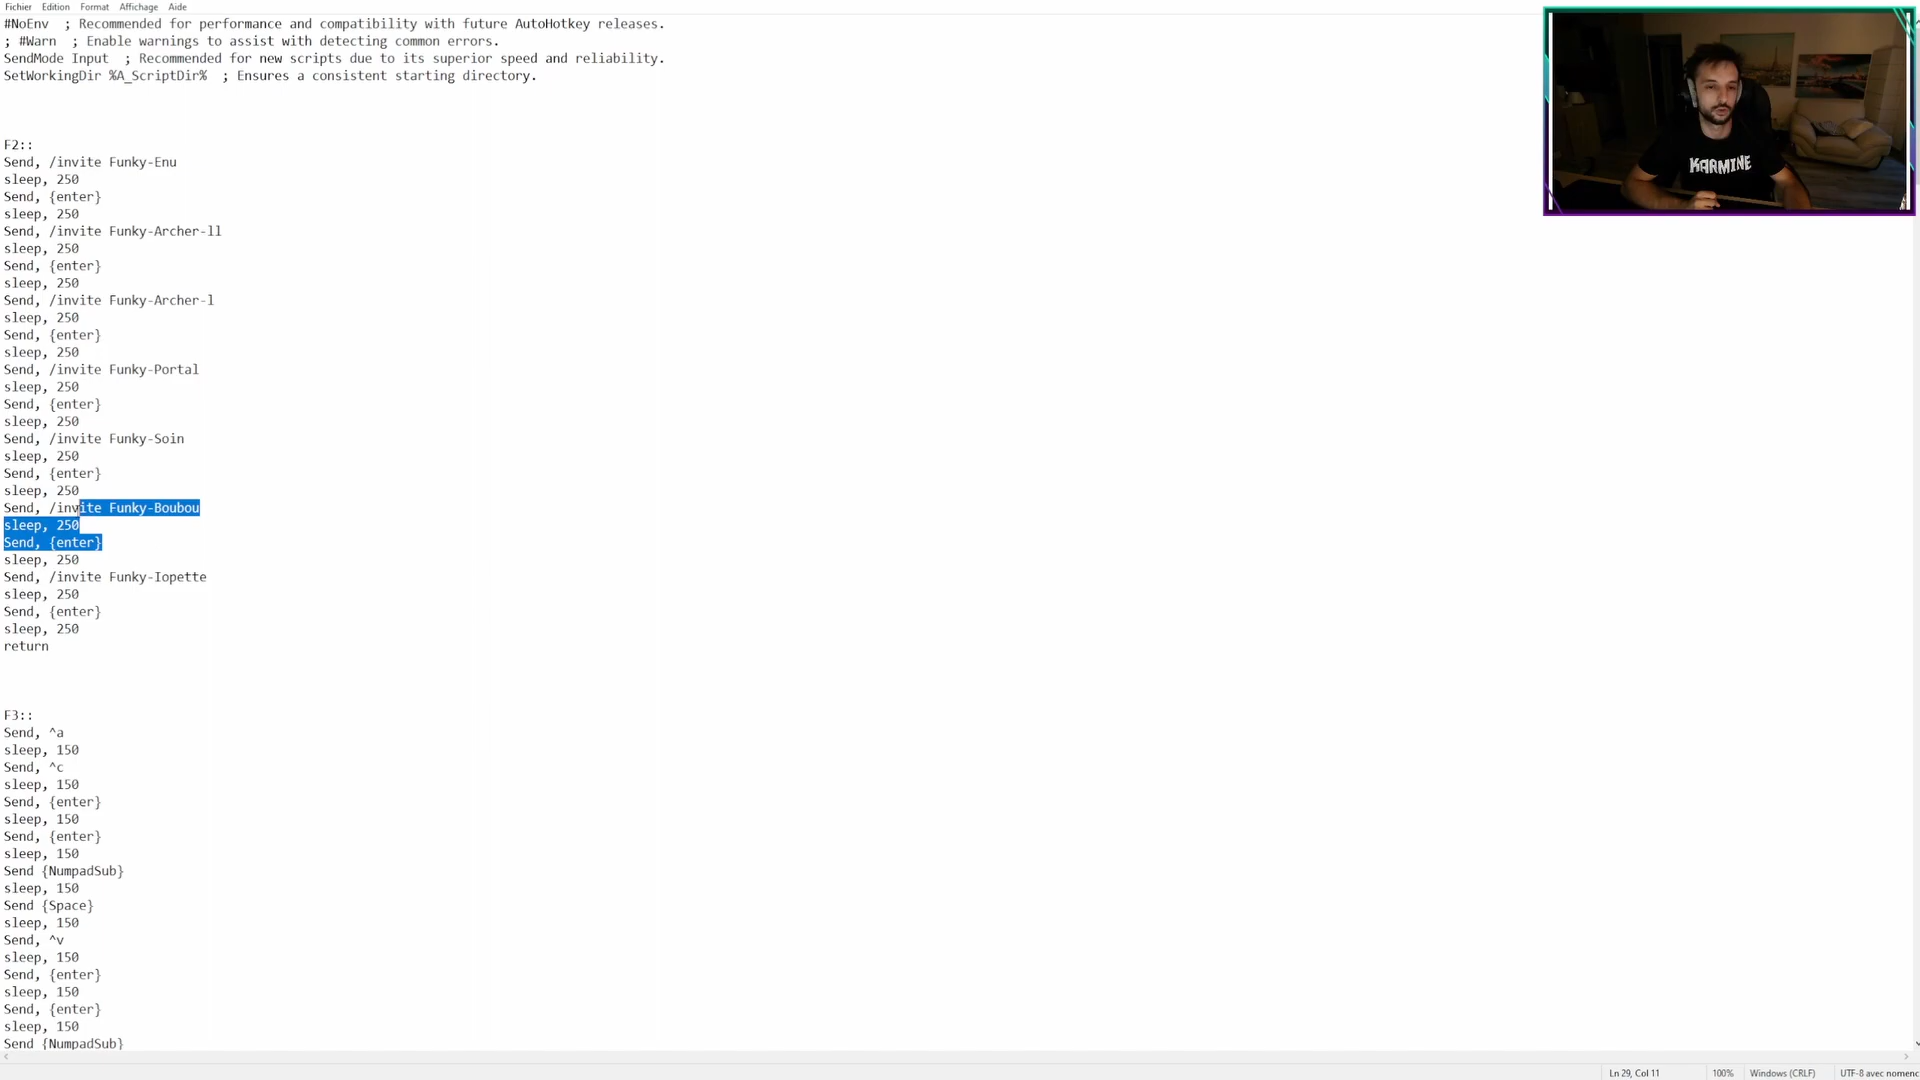 Fichier Edition Format Affichage Aide
#NoEnv  ; Recommended for performance and compatibility with future AutoHotkey releases.
; #Warn  ; Enable warnings to assist with detecting common errors.
SendMode Input  ; Recommended for new scripts due to its superior speed and reliability.
SetWorkingDir %A_ScriptDir%  ; Ensures a consistent starting directory.
F2::
Send, /invite Funky-Enu
sleep, 250
Send, {enter}
sleep, 250
Send, /invite Funky-Archer-ll
sleep, 250
Send, {enter}
sleep, 250
Send, /invite Funky-Archer-l
sleep, 250
Send, {enter}
sleep, 250
Send, /invite Funky-Portal
sleep, 250
Send, {enter}
sleep, 250
Send, /invite Funky-Soin
sleep, 250
Send, {enter}
sleep, 250
Send, /invite Funky-Boubou
sleep, 250
Send, {enter}
sleep, 250
Send, /invite Funky-Iopette
sleep, 250
Send, {enter}
sleep, 250
return
F3::
Send, ^a
sleep, 150
Send, ^c
sleep, 150
Send, {enter}
sleep, 150
Send, {enter}
sleep, 150
Send {NumpadSub}
sleep, 150
Send {Space}
sleep, 150
Send, ^v
sleep, 150
Send, {enter}
sleep, 150
Send, {enter}
sleep, 150
Send {NumpadSub}
KARMINE
Ln 29, Col 11 100% Windows (CRLF) UTF-8 avec nomenc